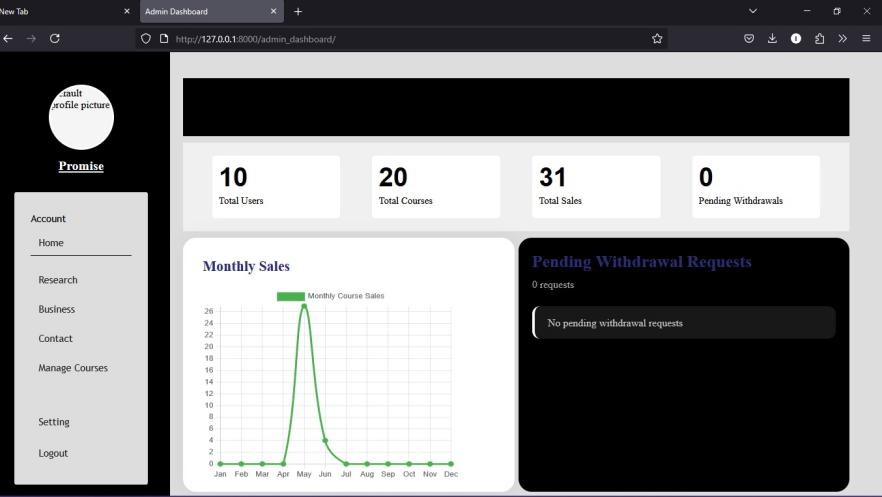 New Tab
Admin Dashboard
http://127.0.0.1:8000/admin_dashboard/
profile picture
Promise
Account
Home
Research
Business
Contact
Manage Courses
Setting
Logout
10
Total Users
20
Total Courses
31
Total Sales
0
Pending Withdrawals
Monthly Sales
Monthly Course Sales
26
24
22
20
18
16
14
12
10
8
6
4
2
0
Jan Feb Mar Apr May Jun Jul Aug Sep Oct Nov Dec
Pending Withdrawal Requests
0 requests
No pending withdrawal requests